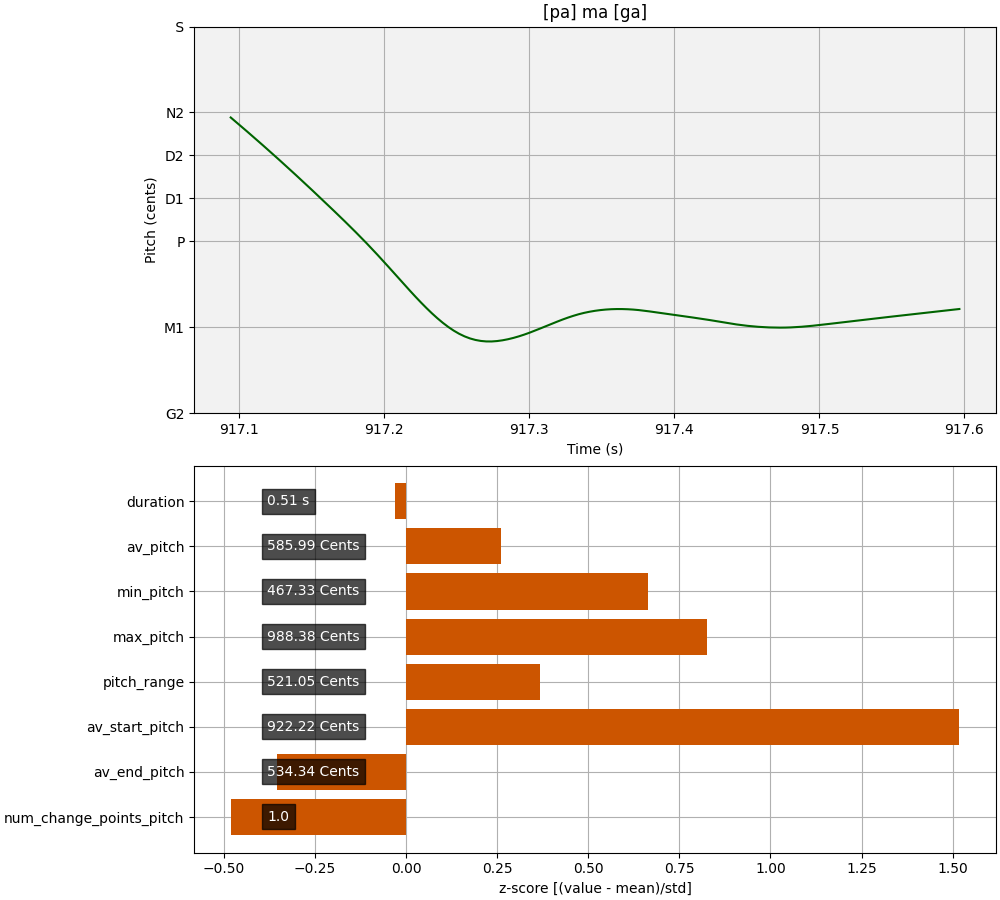 [pa] ma [ga]
S
N2
D2
D1
P
M1
G2
Pitch (cents)
917.1 917.2 917.3 917.4 917.5 917.6
Time (s)
duration 0.51 s
av_pitch 585.99 Cents
min_pitch 467.33 Cents
max_pitch 988.38 Cents
pitch_range 521.05 Cents
av_start_pitch 922.22 Cents
av_end_pitch 534.34 Cents
num_change_points_pitch 1.0
−0.50 −0.25 0.00 0.25 0.50 0.75 1.00 1.25 1.50
z-score [(value - mean)/std]